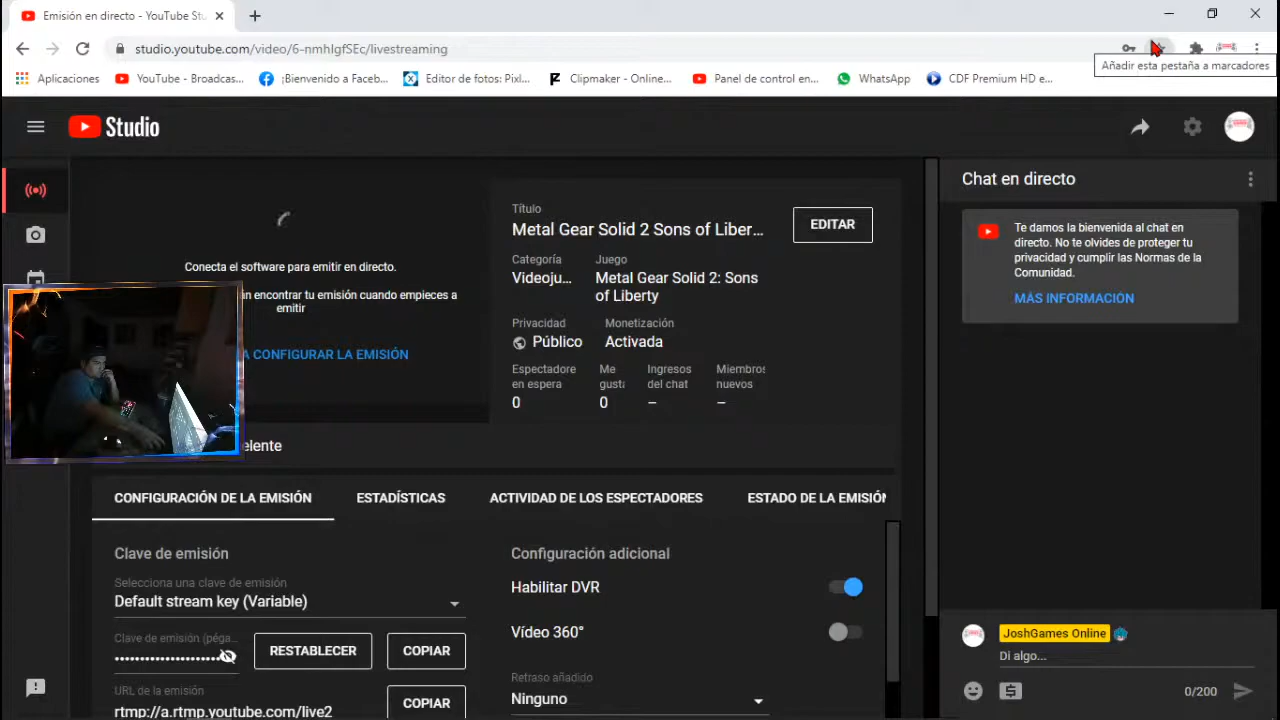 Emisión en directo - YouTube Stu
studio.youtube.com/video/6-nmhIgfSEc/livestreaming
Añadir esta pestaña a marcadores
Aplicaciones
YouTube - Broadcas...
¡Bienvenido a Faceb...
Editor de fotos: Pixl...
Clipmaker - Online...
Panel de control en...
WhatsApp
CDF Premium HD e...
Studio
Conecta el software para emitir en directo.
án encontrar tu emisión cuando empieces a
emitir
A CONFIGURAR LA EMISIÓN
elente
Título
Metal Gear Solid 2 Sons of Liber...
EDITAR
Categoría
Videoju...
Juego
Metal Gear Solid 2: Sons
of Liberty
Privacidad
Público
Monetización
Activada
Espectadore
en espera
0
Me
gusta
0
Ingresos
del chat
–
Miembros
nuevos
–
CONFIGURACIÓN DE LA EMISIÓN
ESTADÍSTICAS
ACTIVIDAD DE LOS ESPECTADORES
ESTADO DE LA EMISIÓN
Clave de emisión
Selecciona una clave de emisión
Default stream key (Variable)
Clave de emisión (péga...
RESTABLECER
COPIAR
URL de la emisión
rtmp://a.rtmp.youtube.com/live2
COPIAR
Configuración adicional
Habilitar DVR
Vídeo 360°
Retraso añadido
Ninguno
Chat en directo
Te damos la bienvenida al chat en
directo. No te olvides de proteger tu
privacidad y cumplir las Normas de la
Comunidad.
MÁS INFORMACIÓN
JoshGames Online
Di algo...
0/200